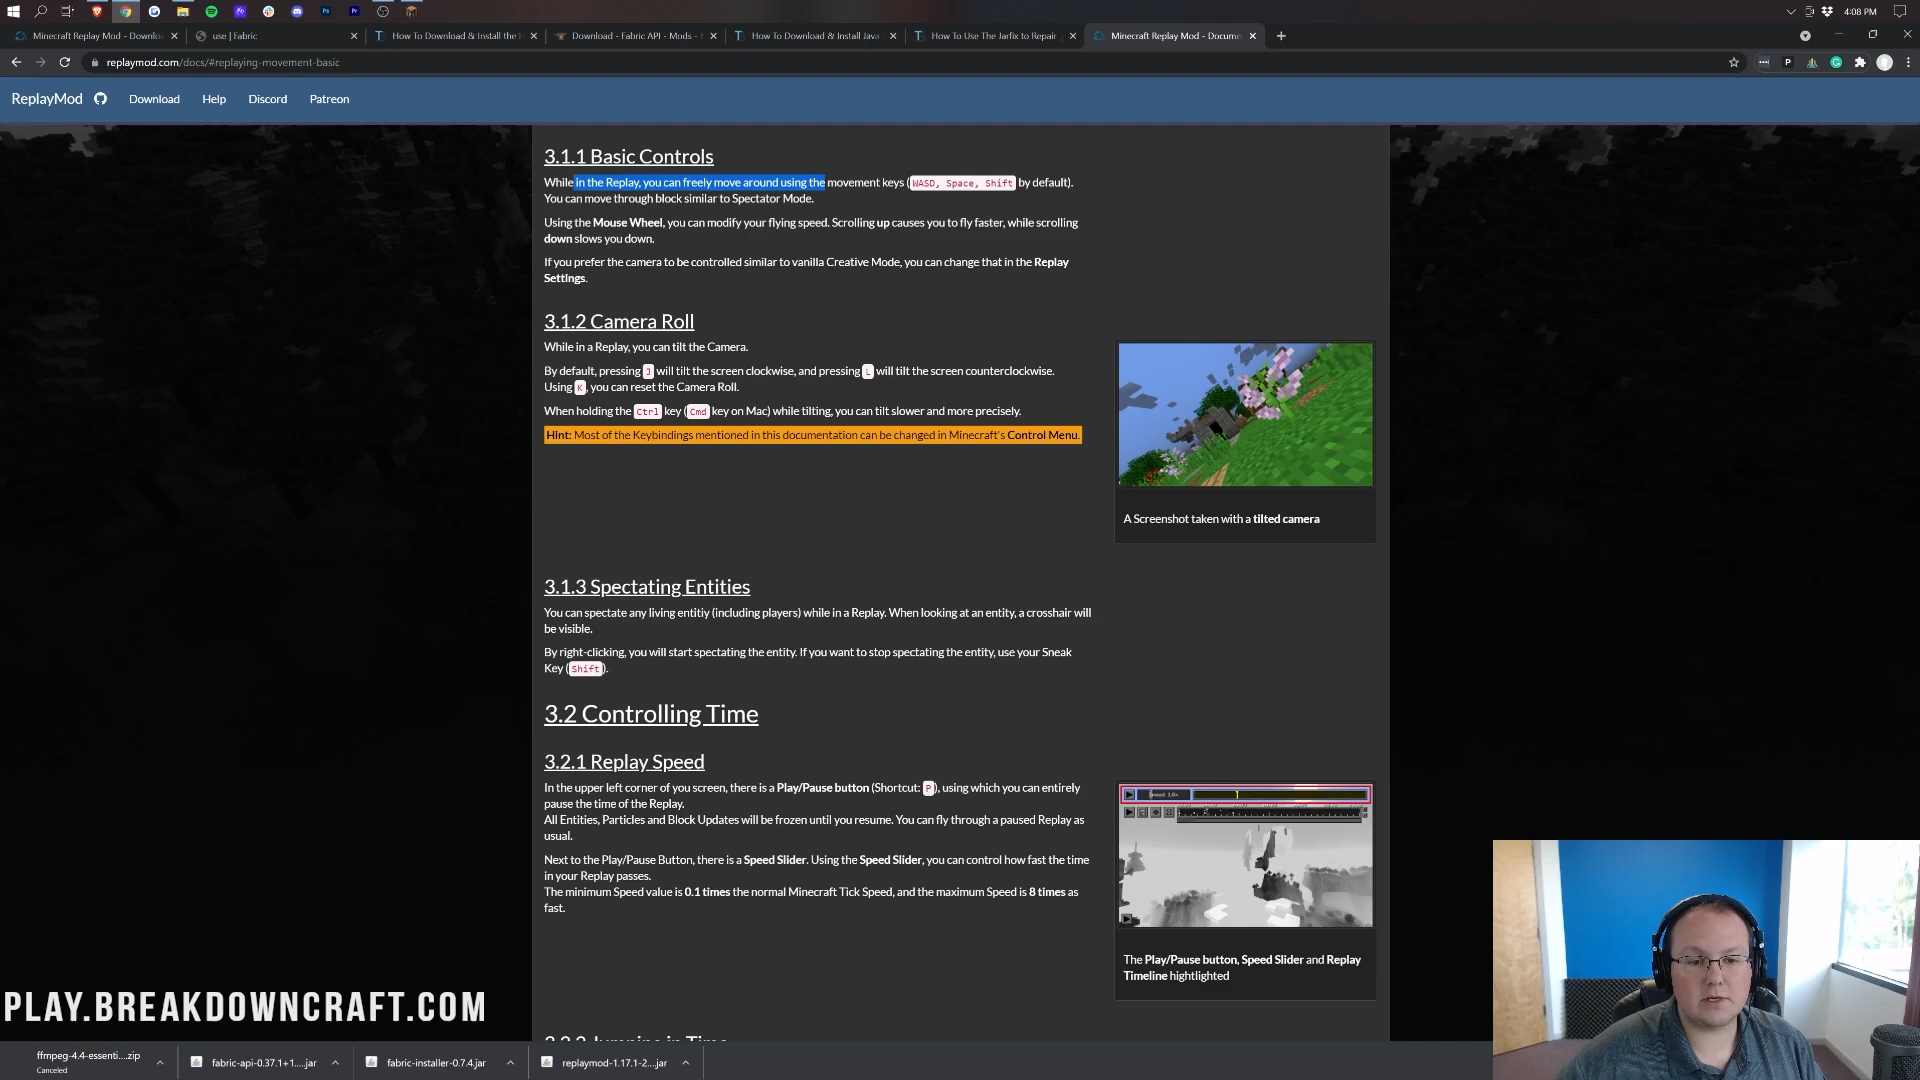 4:08 PM
Minecraft Replay Mod - Downlo
use | Fabric
How To Download & Install the F
Download - Fabric API - Mods -
How To Download & Install Java
How To Use The Jarfix to Repair
Minecraft Replay Mod - Docume
replaymod.com/docs/#replaying-movement-basic
ReplayMod Download Help Discord Patreon
3.1.1 Basic Controls
While in the Replay, you can freely move around using the movement keys ( WASD, Space, Shift by default).
You can move through block similar to Spectator Mode.
Using the Mouse Wheel, you can modify your flying speed. Scrolling up causes you to fly faster, while scrolling
down slows you down.
If you prefer the camera to be controlled similar to vanilla Creative Mode, you can change that in the Replay
Settings.
3.1.2 Camera Roll
While in a Replay, you can tilt the Camera.
By default, pressing J will tilt the screen clockwise, and pressing L will tilt the screen counterclockwise.
Using K, you can reset the Camera Roll.
When holding the Ctrl key (Cmd key on Mac) while tilting, you can tilt slower and more precisely.
Hint: Most of the Keybindings mentioned in this documentation can be changed in Minecraft's Control Menu.
A Screenshot taken with a tilted camera
3.1.3 Spectating Entities
You can spectate any living entitiy (including players) while in a Replay. When looking at an entity, a crosshair will
be visible.
By right-clicking, you will start spectating the entity. If you want to stop spectating the entity, use your Sneak
Key (Shift).
3.2 Controlling Time
3.2.1 Replay Speed
In the upper left corner of you screen, there is a Play/Pause button (Shortcut: P), using which you can entirely
pause the time of the Replay.
All Entities, Particles and Block Updates will be frozen until you resume. You can fly through a paused Replay as
usual.
Next to the Play/Pause Button, there is a Speed Slider. Using the Speed Slider, you can control how fast the time
in your Replay passes.
The minimum Speed value is 0.1 times the normal Minecraft Tick Speed, and the maximum Speed is 8 times as
fast.
The Play/Pause button, Speed Slider and Replay
Timeline hightlighted
PLAY.BREAKDOWNCRAFT.COM
ffmpeg-4.4-essenti....zip
Canceled
fabric-api-0.37.1+1....jar
fabric-installer-0.7.4.jar
replaymod-1.17.1-2....jar